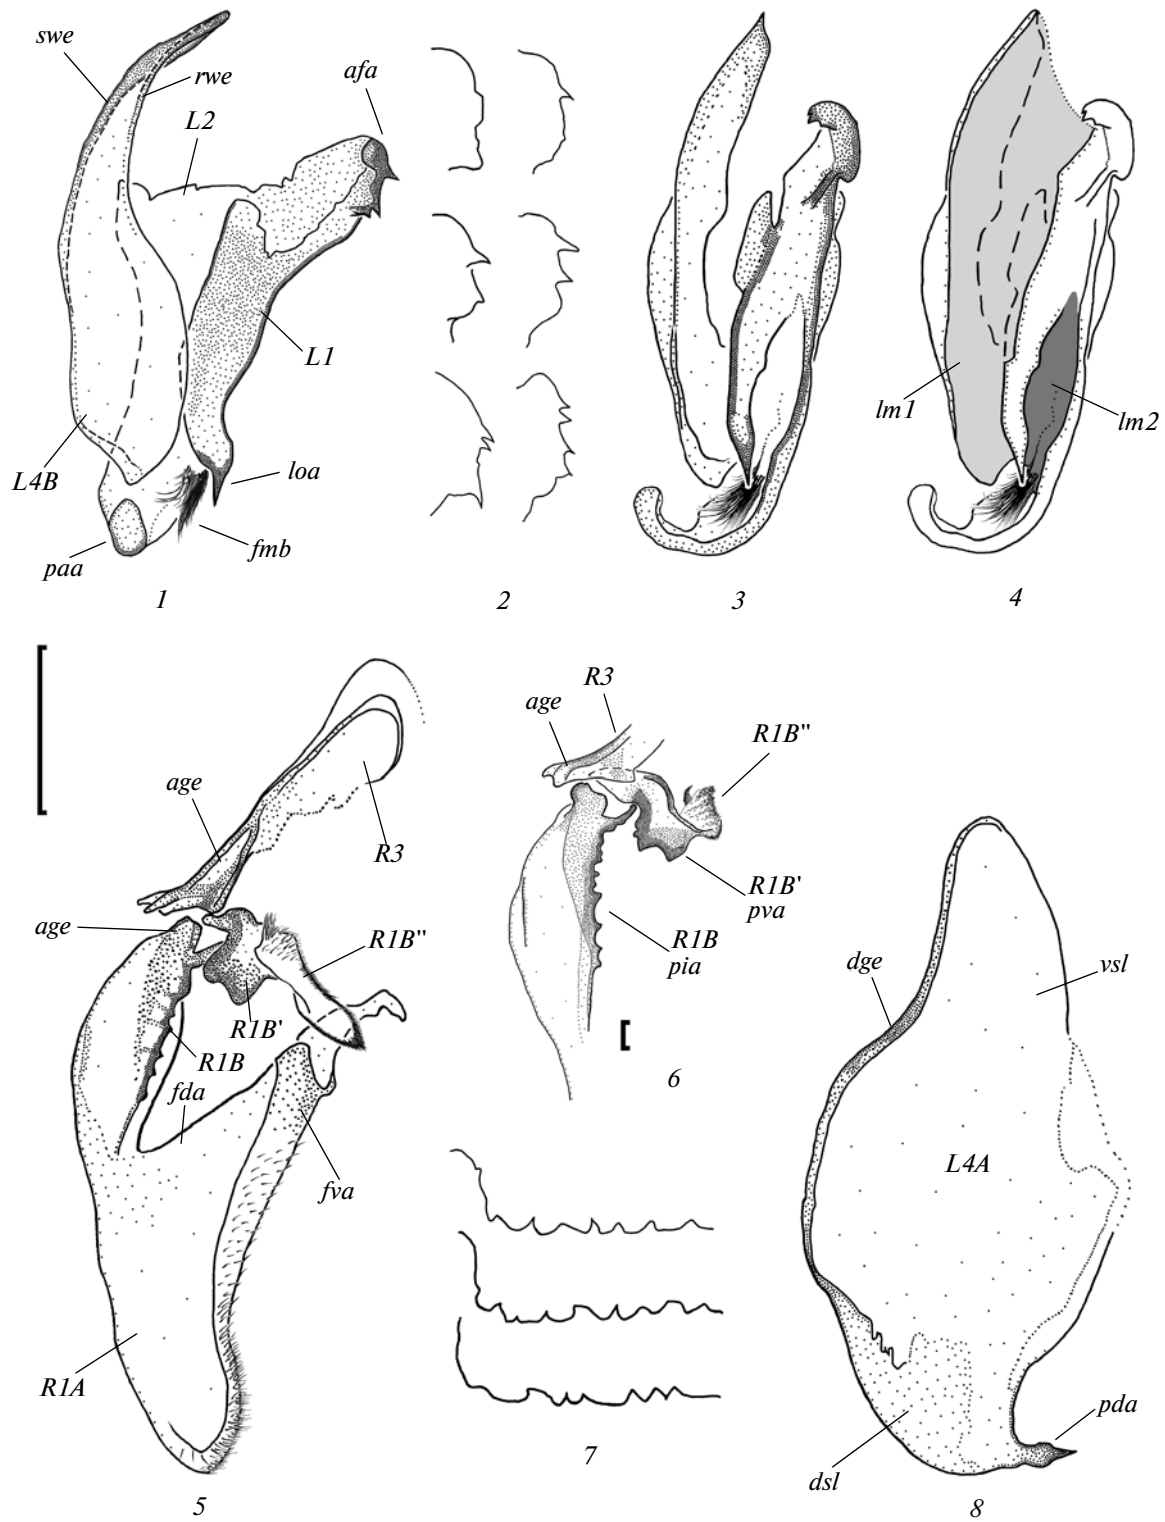 swe
rwe
L2
afa
L1
L4B
loa
fmb
paa
1
2
3
lm1
lm2
4
age
R3
age
R1B"
R1B'
R1B
fda
fva
R1A
5
R3
age
R1B"
R1B'
pva
R1B
pia
6
7
dge
vsl
L4A
pda
dsl
8